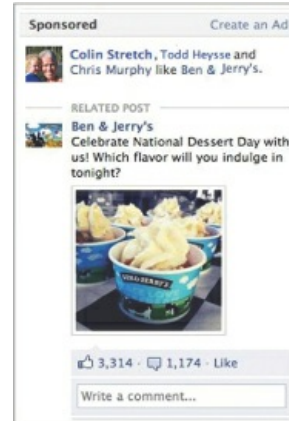 Sponsored
Create an Ad
Colin Stretch, Todd Heysse and
Chris Murphy like Ben & Jerry's.
RELATED POST
Ben & Jerry's
Celebrate National Dessert Day with
us! Which flavor will you indulge in
tonight?
BEN & JERRY'S
3,314 · 1,174 · Like
Write a comment...